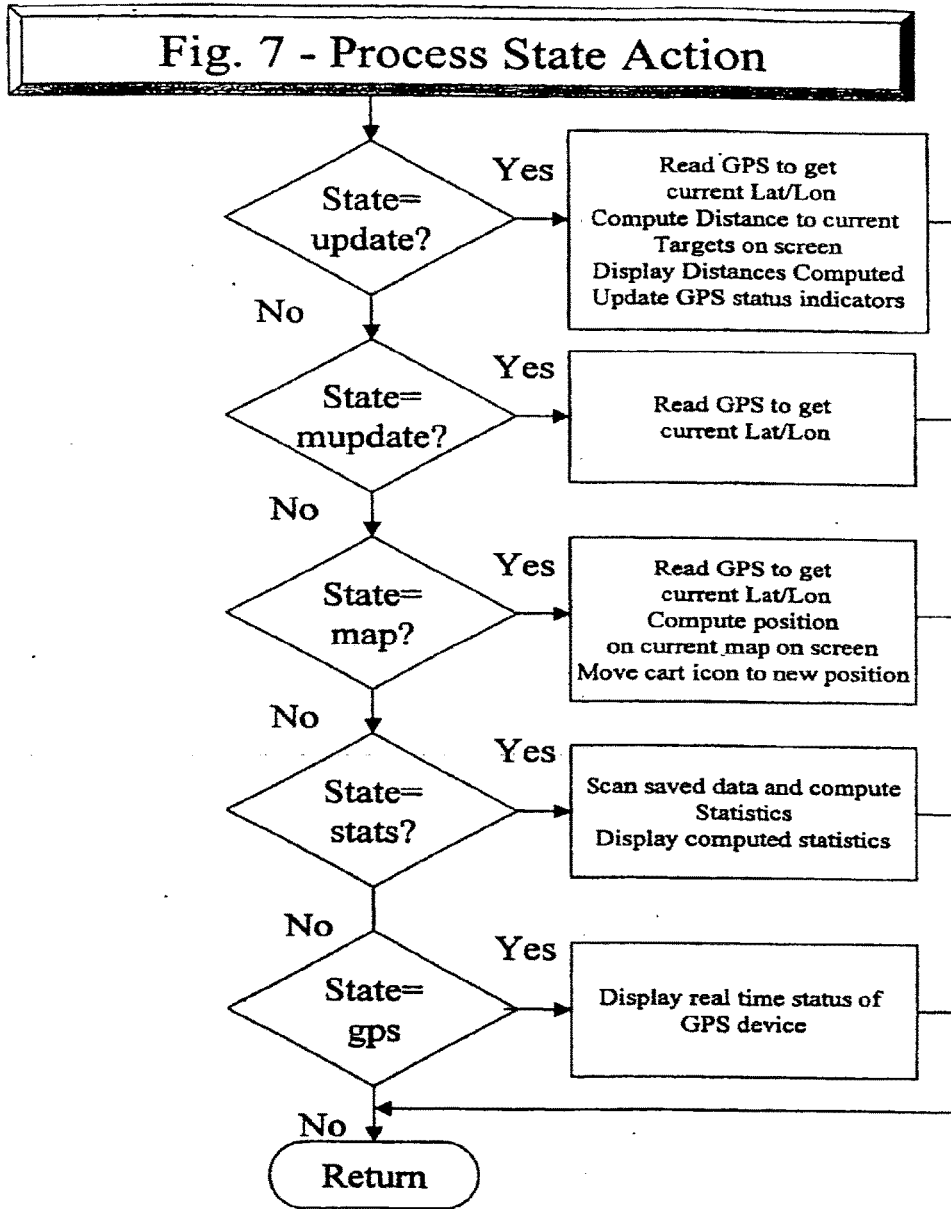 Fig. 7 - Process State Action
State=
update?
Yes
Read GPS to get
current Lat/Lon
Compute Distance to current
Targets on screen
Display Distances Computed
Update GPS status indicators
No
State=
mupdate?
Yes
Read GPS to get
current Lat/Lon
No
State=
map?
Yes
Read GPS to get
current Lat/Lon
Compute position
on current map on screen
Move cart icon to new position
No
State=
stats?
Yes
Scan saved data and compute
Statistics
Display computed statistics
No
State=
gps
Yes
Display real time status of
GPS device
No
Return